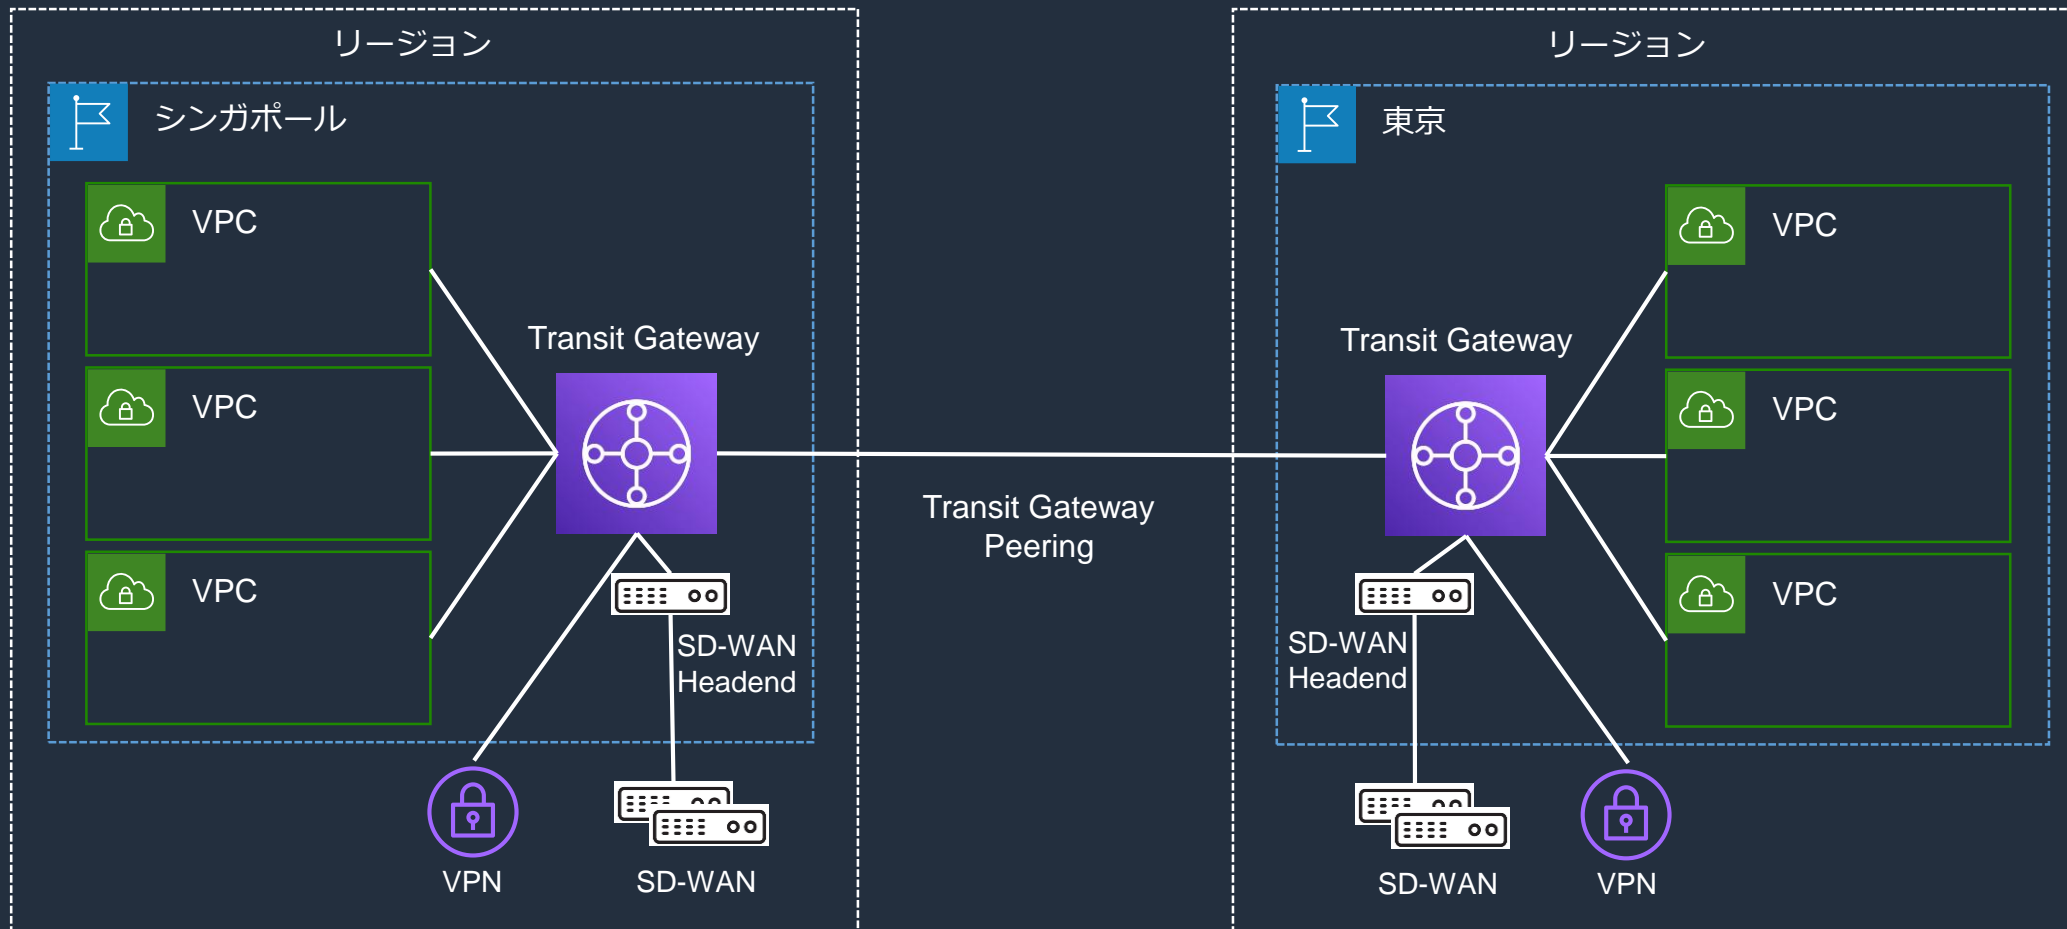 リージョン
シンガポール
VPC
VPC
VPC
Transit Gateway
SD-WAN
Headend
VPN
SD-WAN
Transit Gateway
Peering
リージョン
東京
Transit Gateway
VPC
VPC
VPC
SD-WAN
Headend
SD-WAN
VPN